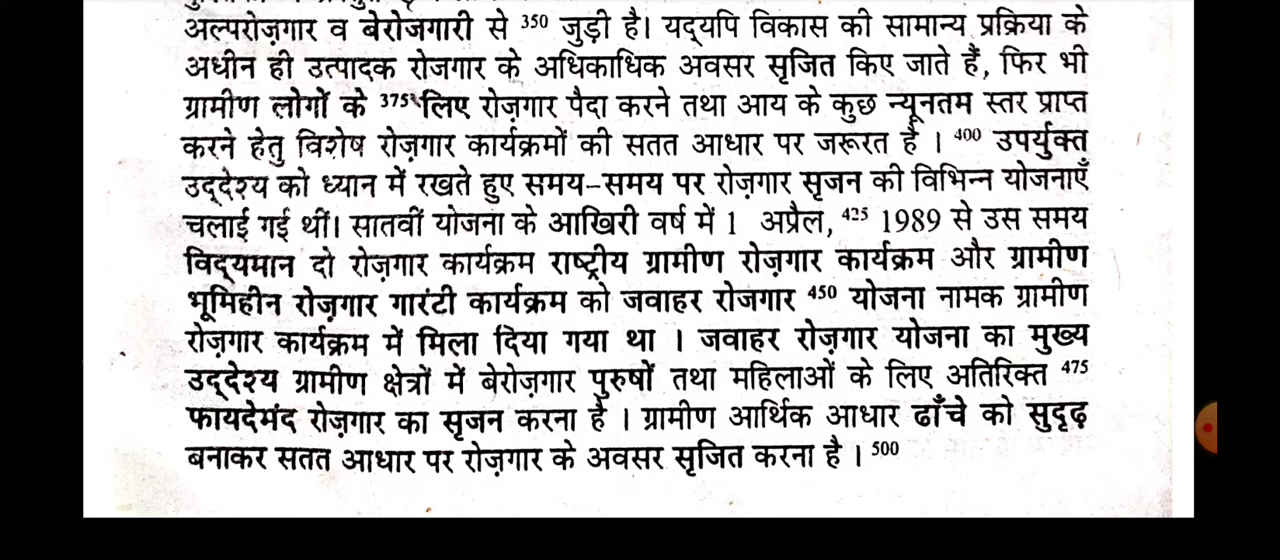 अल्परोज़गार व बेरोजगारी से 350 जुड़ी है। यद्यपि विकास की सामान्य प्रक्रिया के
अधीन ही उत्पादक रोजगार के अधिकाधिक अवसर सृजित किए जाते हैं, फिर भी
ग्रामीण लोगों के 375 लिए रोज़गार पैदा करने तथा आय के कुछ न्यूनतम स्तर प्राप्त
करने हेतु विशेष रोज़गार कार्यक्रमों की सतत आधार पर जरूरत है । 400 उपर्युक्त
उद्देश्य को ध्यान में रखते हुए समय-समय पर रोज़गार सृजन की विभिन्न योजनाएँ
चलाई गई थीं। सातवीं योजना के आखिरी वर्ष में 1 अप्रैल, 425 1989 से उस समय
विद्यमान दो रोज़गार कार्यक्रम राष्ट्रीय ग्रामीण रोज़गार कार्यक्रम और ग्रामीण
भूमिहीन रोज़गार गारंटी कार्यक्रम को जवाहर रोजगार 450 योजना नामक ग्रामीण
रोज़गार कार्यक्रम में मिला दिया गया था । जवाहर रोज़गार योजना का मुख्य
उद्देश्य ग्रामीण क्षेत्रों में बेरोज़गार पुरुषों तथा महिलाओं के लिए अतिरिक्त 475
फायदेमंद रोज़गार का सृजन करना है । ग्रामीण आर्थिक आधार ढाँचे को सुदृढ़
बनाकर सतत आधार पर रोज़गार के अवसर सृजित करना है । 500